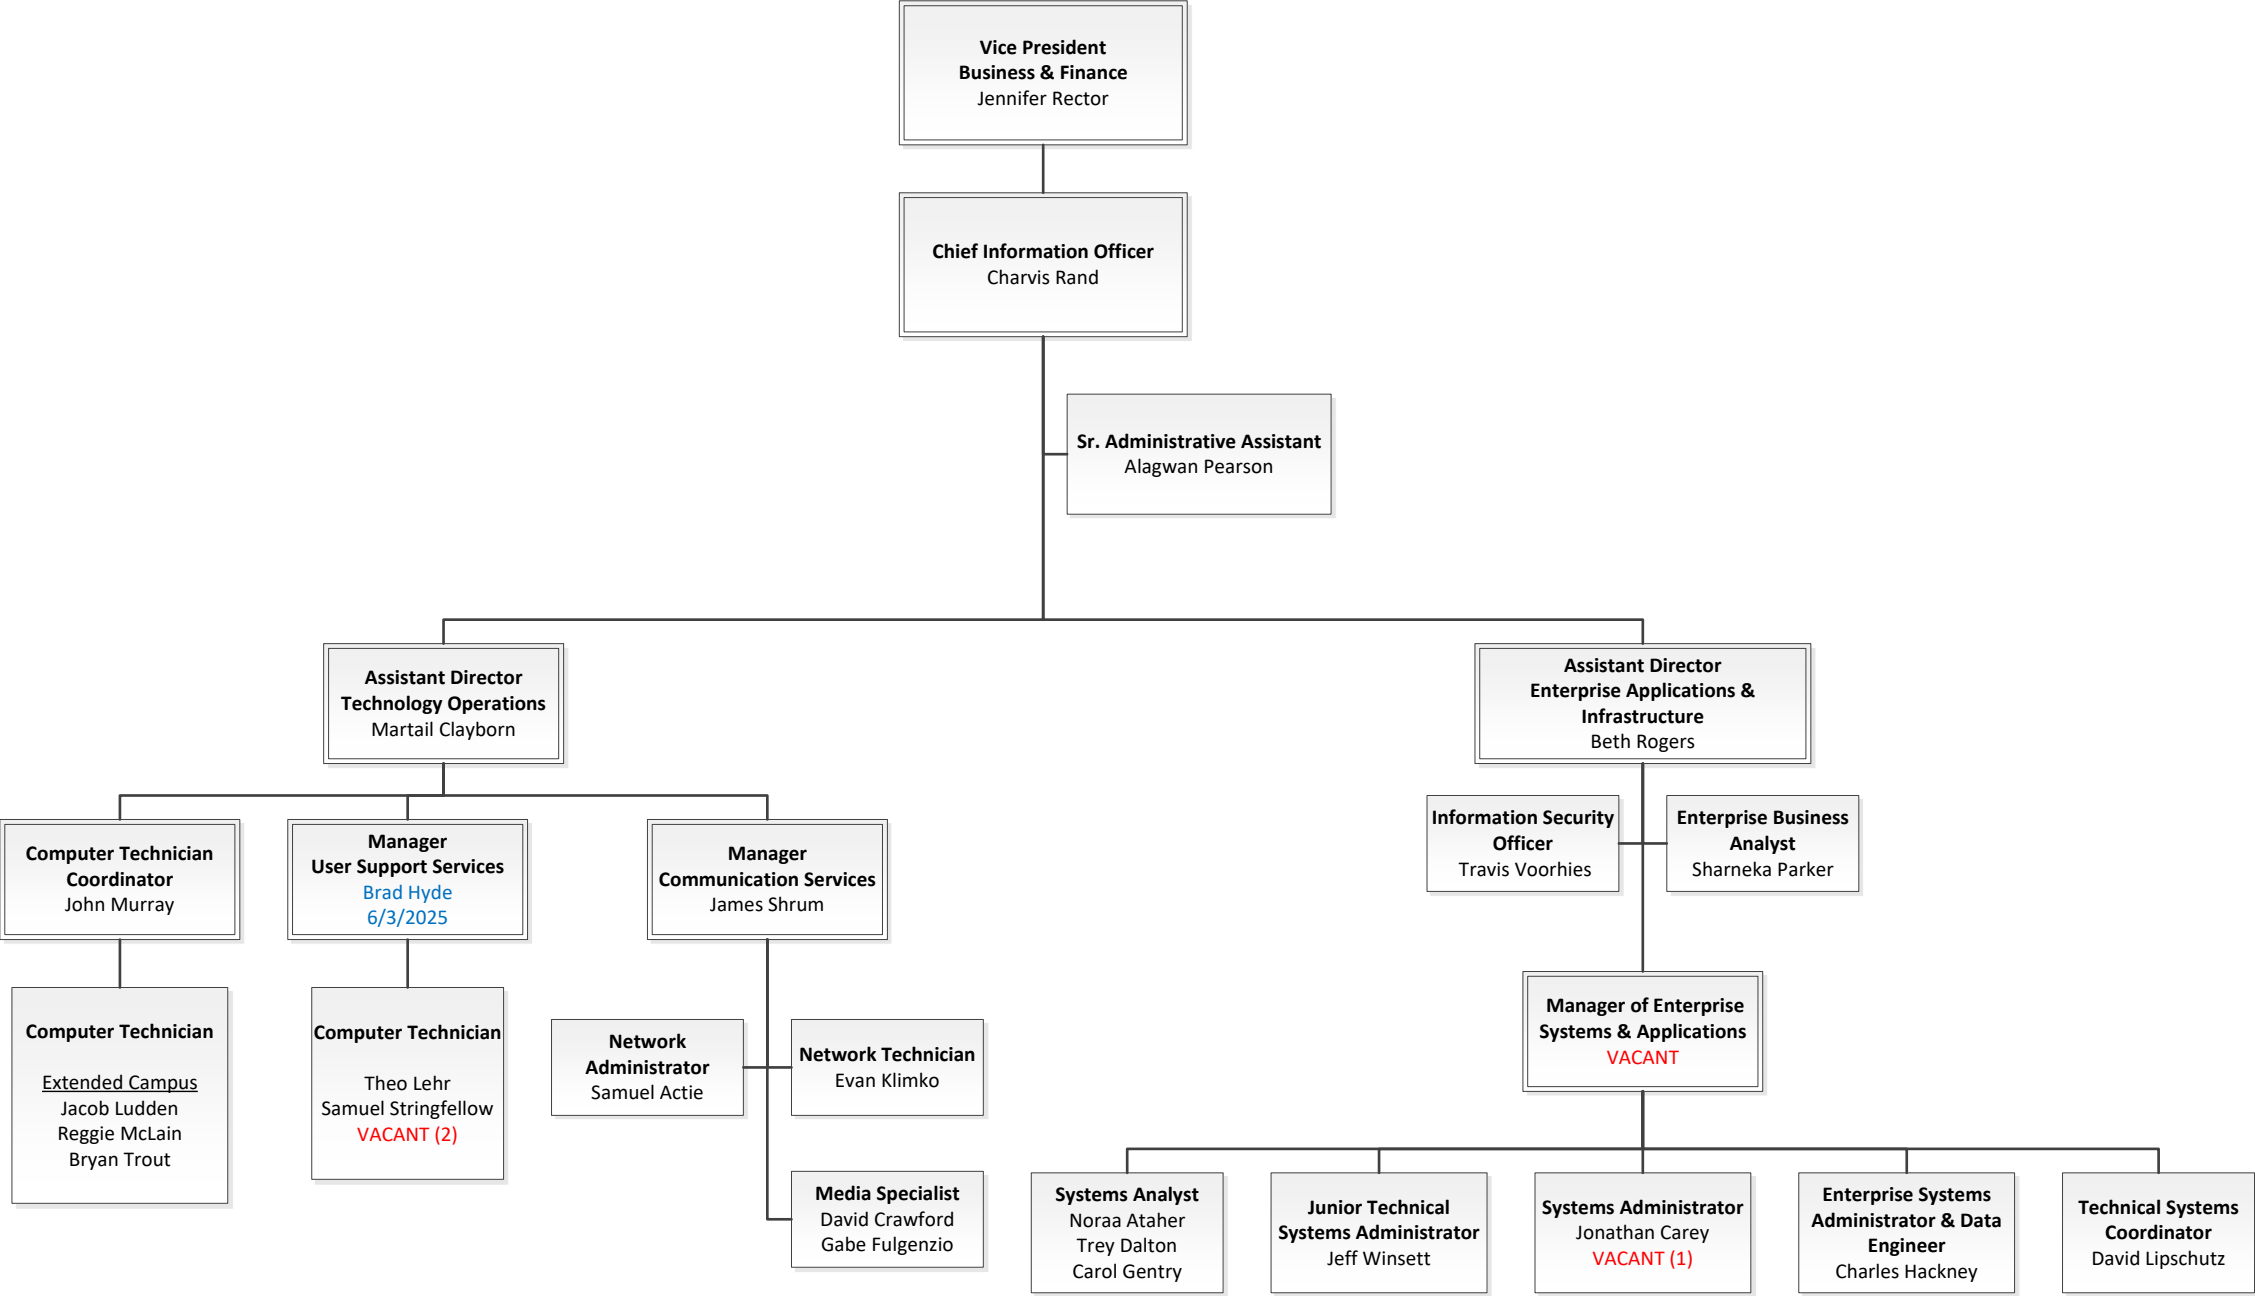 Vice President
Business & Finance
Jennifer Rector
Chief Information Officer
Charvis Rand
Sr. Administrative Assistant
Alagwan Pearson
Assistant Director
Technology Operations
Martail Clayborn
Assistant Director
Enterprise Applications &
Infrastructure
Beth Rogers
Computer Technician
Coordinator
John Murray
Manager
User Support Services
Brad Hyde
6/3/2025
Manager
Communication Services
James Shrum
Information Security
Officer
Travis Voorhies
Enterprise Business
Analyst
Sharneka Parker
Computer Technician
Extended Campus
Jacob Ludden
Reggie McLain
Bryan Trout
Computer Technician
Theo Lehr
Samuel Stringfellow
VACANT (2)
Network
Administrator
Samuel Actie
Network Technician
Evan Klimko
Media Specialist
David Crawford
Gabe Fulgenzio
Manager of Enterprise
Systems & Applications
VACANT
Systems Analyst
Noraa Ataher
Trey Dalton
Carol Gentry
Junior Technical
Systems Administrator
Jeff Winsett
Systems Administrator
Jonathan Carey
VACANT (1)
Enterprise Systems
Administrator & Data
Engineer
Charles Hackney
Technical Systems
Coordinator
David Lipschutz